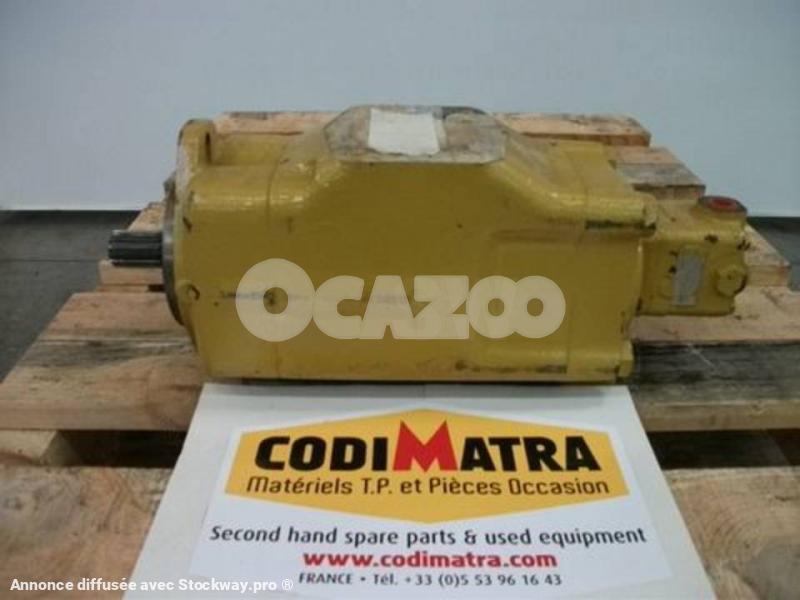 OCAZOO
CODIMATRA
Matériels T.P. et Pièces Occasion
Second hand spare parts & used equipment
www.codimatra.com
FRANCE • Tél. +33 (0)5 53 96 16 43
Annonce diffusée avec Stockway.pro ®